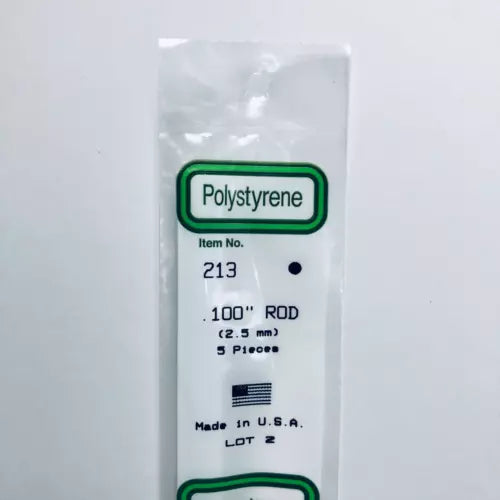 Polystyrene
Item No.
213
.100" ROD
(2.5 mm)
5 Pieces
Made in U.S.A.
LOT 2